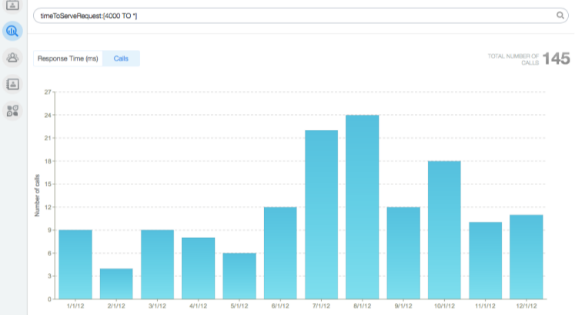 timeToServeRequest:[4000 TO *]
Response Time (ms) Calls
TOTAL NUMBER OF
CALLS 145
27
24
21
18
15
12
9
6
3
0
Number of calls
1/1/12 2/1/12 3/1/12 4/1/12 5/1/12 6/1/12 7/1/12 8/1/12 9/1/12 10/1/12 11/1/12 12/1/12